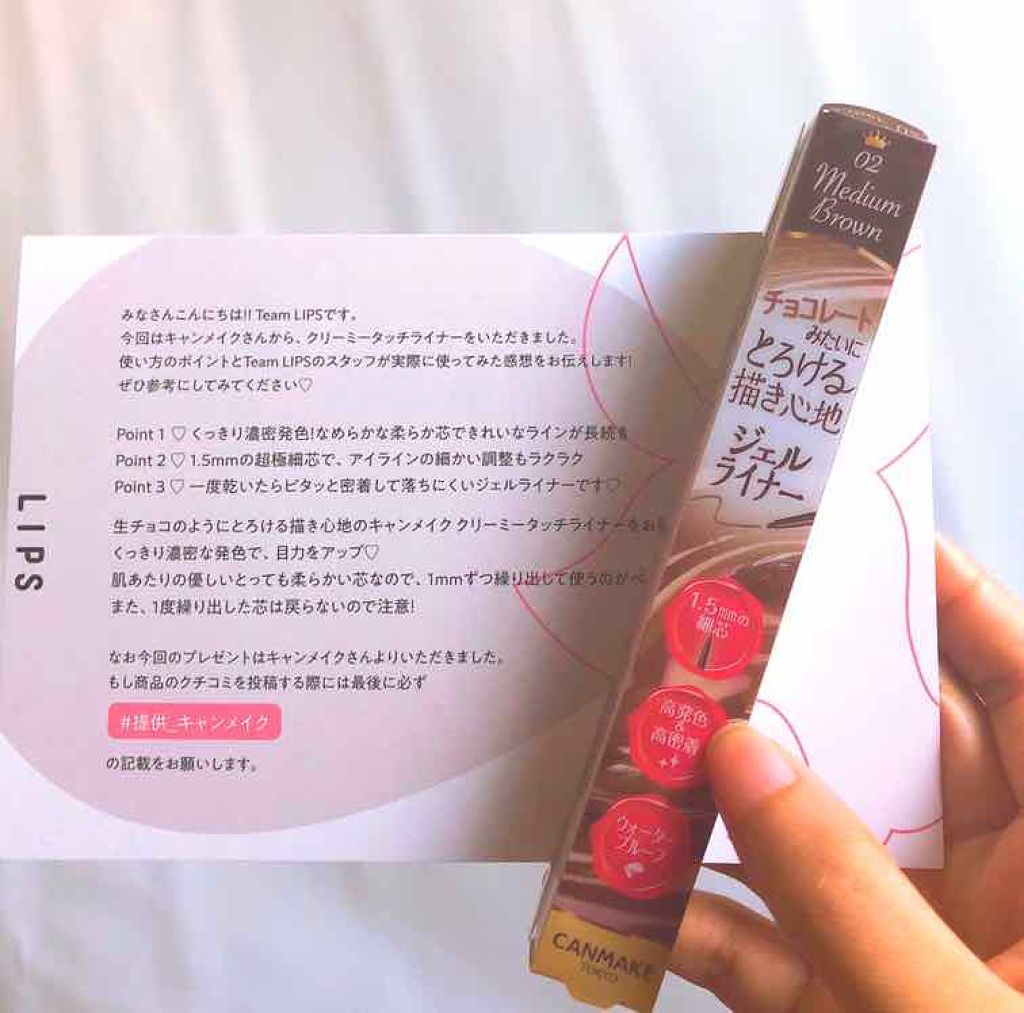 LIPS
みなさんこんにちは!! Team LIPSです。
今回はキャンメイクさんから、クリーミータッチライナーをいただきました。
使い方のポイントとTeam LIPSのスタッフが実際に使ってみた感想をお伝えします!
ぜひ参考にしてみてください♡
Point 1 ♡ くっきり濃密発色!なめらかな柔らか芯できれいなラインが長続き
Point 2 ♡ 1.5mmの超極細芯で、アイラインの細かい調整もラクラク
Point 3 ♡ 一度乾いたらピタッと密着して落ちにくいジェルライナーです♡
生チョコのようにとろける描き心地のキャンメイク クリーミータッチライナーをお
くっきり濃密な発色で、目力をアップ♡
肌あたりの優しいとっても柔らかい芯なので、1mmずつ繰り出して使うのが
また、1度繰り出した芯は戻らないので注意!
なお今回のプレゼントはキャンメイクさんよりいただきました。
もし商品のクチコミを投稿する際には最後に必ず
#提供_キャンメイク
の記載をお願いします。
02
Medium
Brown
チョコレート
みたいに
とろける
描き心地
ジェル
ライナー
1.5mmの
細芯
高発色
&
高密着
ウォーター
プルーフ
CANMAKE
TOKYO